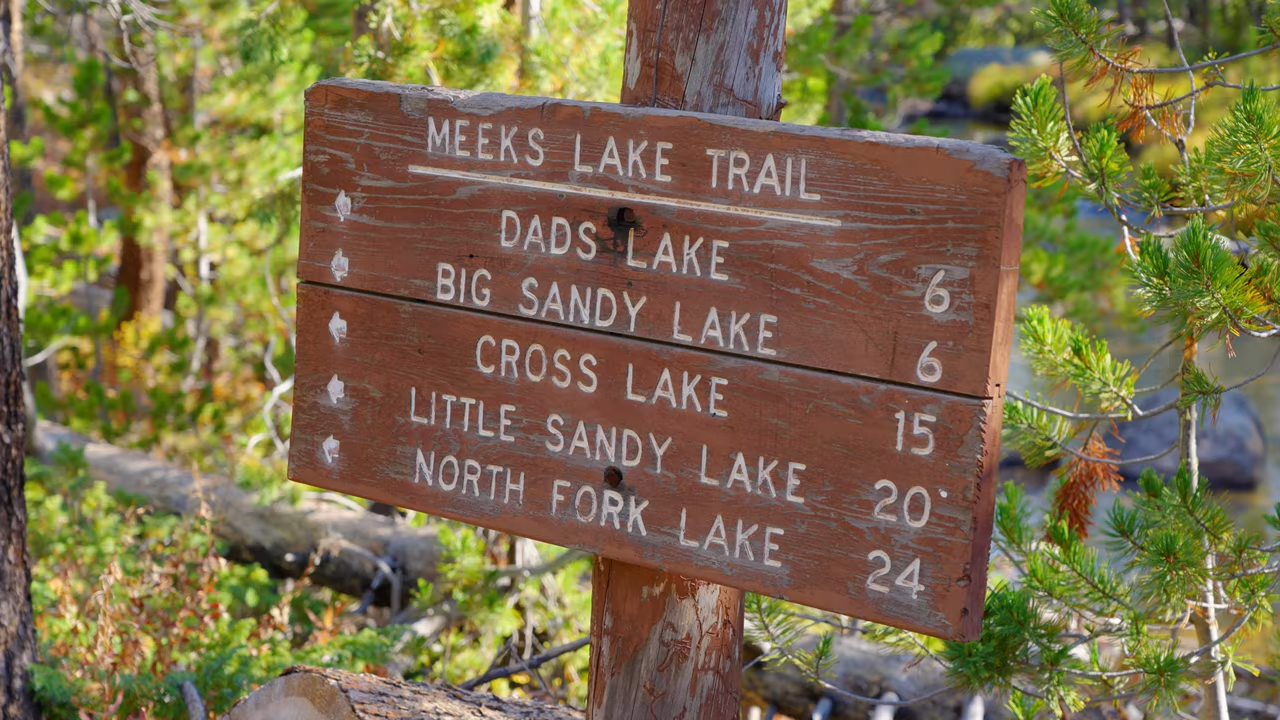 MEEKS LAKE TRAIL
DADS LAKE 6
BIG SANDY LAKE 6
CROSS LAKE 15
LITTLE SANDY LAKE 20
NORTH FORK LAKE 24